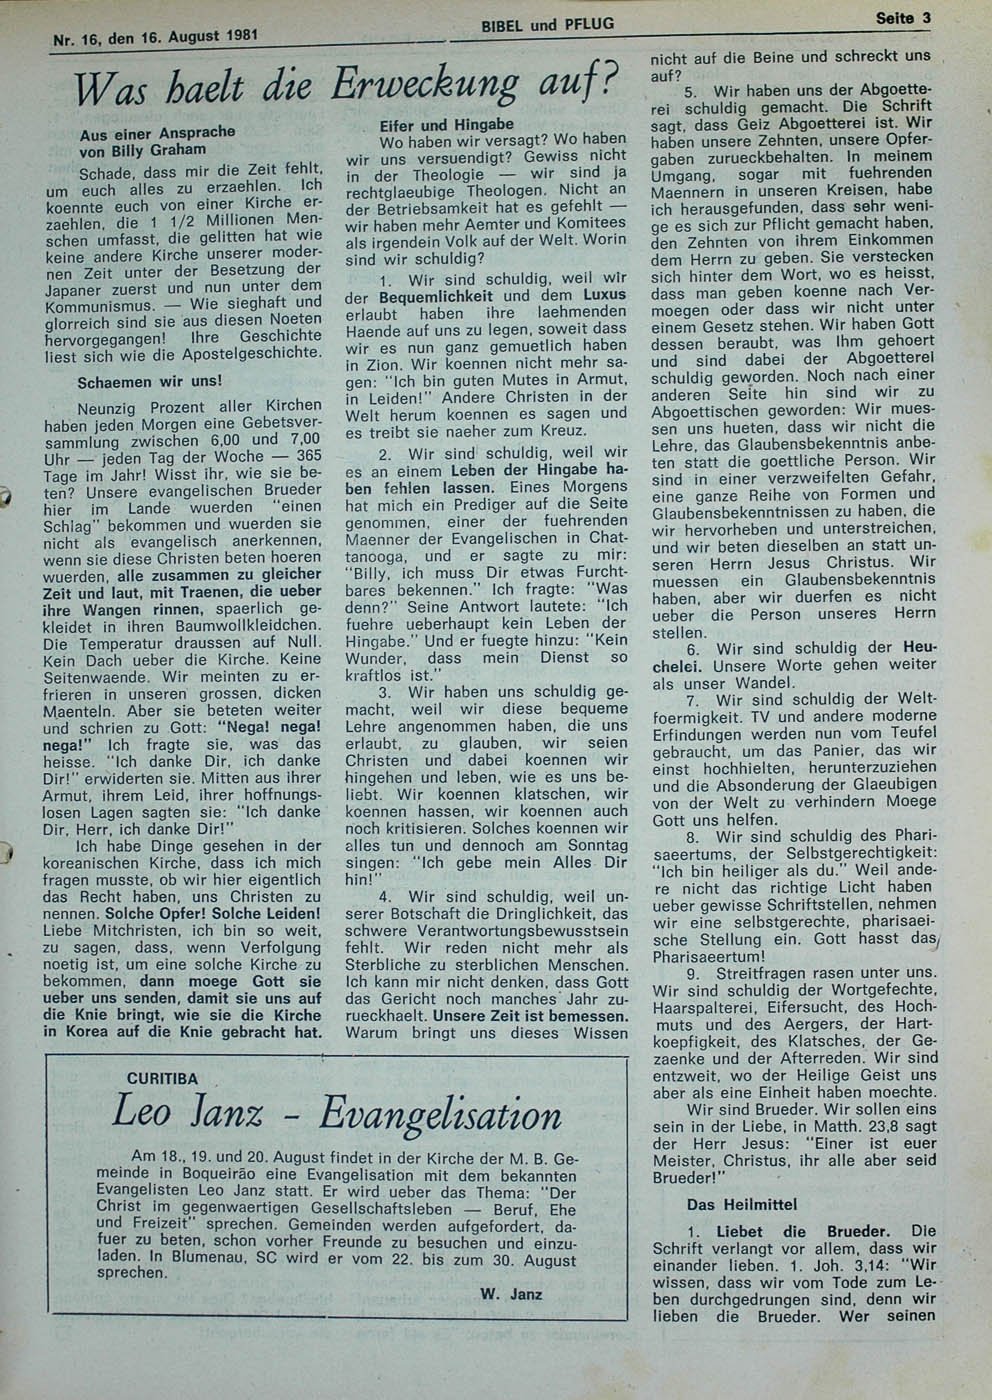 Nr. 16, den 16. August 1981
BIBEL und PFLUG
Seite 3
Was haelt die Erweckung auf?
Aus einer Ansprache
von Billy Graham
Schade, dass mir die Zeit fehlt,
um euch alles zu erzaehlen. Ich
koennte euch von einer Kirche er-
zaehlen, die 1 1/2 Millionen Men-
schen umfasst, die gelitten hat wie
keine andere Kirche unserer moder-
nen Zeit unter der Besetzung der
Japaner zuerst und nun unter dem
Kommunismus. — Wie sieghaft und
glorreich sind sie aus diesen Noeten
hervorgegangen! Ihre Geschichte
liest sich wie die Apostelgeschichte.
Schaemen wir uns!
Neunzig Prozent aller Kirchen
haben jeden Morgen eine Gebetsver-
sammlung zwischen 6,00 und 7,00
Uhr — jeden Tag der Woche — 365
Tage im Jahr! Wisst ihr, wie sie be-
ten? Unsere evangelischen Brueder
hier im Lande wuerden "einen
Schlag" bekommen und wuerden sie
nicht als evangelisch anerkennen,
wenn sie diese Christen beten hoeren
wuerden, alle zusammen zu gleicher
Zeit und laut, mit Traenen, die ueber
ihre Wangen rinnen, spaerlich ge-
kleidet in ihren Baumwollkleidchen.
Die Temperatur draussen auf Null.
Kein Dach ueber die Kirche. Keine
Seitenwaende. Wir meinten zu er-
frieren in unseren grossen, dicken
Maenteln. Aber sie beteten weiter
und schrien zu Gott: "Nega! nega!
nega!" Ich fragte sie, was das
heisse. "Ich danke Dir, ich danke
Dir!" erwiderten sie. Mitten aus ihrer
Armut, ihrem Leid, ihrer hoffnungs-
losen Lagen sagten sie: "Ich danke
Dir, Herr, ich danke Dir!"
Ich habe Dinge gesehen in der
koreanischen Kirche, dass ich mich
fragen musste, ob wir hier eigentlich
das Recht haben, uns Christen zu
nennen. Solche Opfer! Solche Leiden!
Liebe Mitchristen, ich bin so weit,
zu sagen, dass, wenn Verfolgung
noetig ist, um eine solche Kirche zu
bekommen, dann moege Gott sie
ueber uns senden, damit sie uns auf
die Knie bringt, wie sie die Kirche
in Korea auf die Knie gebracht hat.
Eifer und Hingabe
Wo haben wir versagt? Wo haben
wir uns versuendigt? Gewiss nicht
in der Theologie — wir sind ja
rechtglaeubige Theologen. Nicht an
der Betriebsamkeit hat es gefehlt —
wir haben mehr Aemter und Komitees
als irgendein Volk auf der Welt. Worin
sind wir schuldig?
1. Wir sind schuldig, weil wir
der Bequemlichkeit und dem Luxus
erlaubt haben ihre laehmenden
Haende auf uns zu legen, soweit dass
wir es nun ganz gemuetlich haben
in Zion. Wir koennen nicht mehr sa-
gen: "Ich bin guten Mutes in Armut,
in Leiden!" Andere Christen in der
Welt herum koennen es sagen und
es treibt sie naeher zum Kreuz.
2. Wir sind schuldig, weil wir
es an einem Leben der Hingabe ha-
ben fehlen lassen. Eines Morgens
hat mich ein Prediger auf die Seite
genommen, einer der fuehrenden
Maenner der Evangelischen in Chat-
tanooga, und er sagte zu mir:
"Billy, ich muss Dir etwas Furcht-
bares bekennen." Ich fragte: "Was
denn?" Seine Antwort lautete: "Ich
fuehre ueberhaupt kein Leben der
Hingabe." Und er fuegte hinzu: "Kein
Wunder, dass mein Dienst so
kraftlos ist."
3. Wir haben uns schuldig ge-
macht, weil wir diese bequeme
Lehre angenommen haben, die uns
erlaubt, zu glauben, wir seien
Christen und dabei koennen wir
hingehen und leben, wie es uns be-
liebt. Wir koennen klatschen, wir
koennen hassen, wir koennen auch
noch kritisieren. Solches koennen wir
alles tun und dennoch am Sonntag
singen: "Ich gebe mein Alles Dir
hin!"
4. Wir sind schuldig, weil un-
serer Botschaft die Dringlichkeit, das
schwere Verantwortungsbewusstsein
fehlt. Wir reden nicht mehr als
Sterbliche zu sterblichen Menschen.
Ich kann mir nicht denken, dass Gott
das Gericht noch manches Jahr zu-
rueckhaelt. Unsere Zeit ist bemessen.
Warum bringt uns dieses Wissen
nicht auf die Beine und schreckt uns
auf?
5. Wir haben uns der Abgoette-
rei schuldig gemacht. Die Schrift
sagt, dass Geiz Abgoetterei ist. Wir
haben unsere Zehnten, unsere Opfer-
gaben zurueckbehalten. In meinem
Umgang, sogar mit fuehrenden
Maennern in unseren Kreisen, habe
ich herausgefunden, dass sehr weni-
ge es sich zur Pflicht gemacht haben,
den Zehnten von ihrem Einkommen
dem Herrn zu geben. Sie verstecken
sich hinter dem Wort, wo es heisst,
dass man geben koenne nach Ver-
moegen oder dass wir nicht unter
einem Gesetz stehen. Wir haben Gott
dessen beraubt, was Ihm gehoert
und sind dabei der Abgoetterei
schuldig geworden. Noch nach einer
anderen Seite hin sind wir zu
Abgoettischen geworden: Wir mues-
sen uns hueten, dass wir nicht die
Lehre, das Glaubensbekenntnis anbe-
ten statt die goettliche Person. Wir
sind in einer verzweifelten Gefahr,
eine ganze Reihe von Formen und
Glaubensbekenntnissen zu haben, die
wir hervorheben und unterstreichen,
und wir beten dieselben an statt un-
seren Herrn Jesus Christus. Wir
muessen ein Glaubensbekenntnis
haben, aber wir duerfen es nicht
ueber die Person unseres Herrn
stellen.
6. Wir sind schuldig der Heu-
chelei. Unsere Worte gehen weiter
als unser Wandel.
7. Wir sind schuldig der Welt-
foermigkeit. TV und andere moderne
Erfindungen werden nun vom Teufel
gebraucht, um das Panier, das wir
einst hochhielten, herunterzuziehen
und die Absonderung der Glaeubigen
von der Welt zu verhindern Moege
Gott uns helfen.
8. Wir sind schuldig des Phari-
saeertums, der Selbstgerechtigkeit:
"Ich bin heiliger als du." Weil ande-
re nicht das richtige Licht haben
ueber gewisse Schriftstellen, nehmen
wir eine selbstgerechte, pharisaei-
sche Stellung ein. Gott hasst das
Pharisaeertum!
9. Streitfragen rasen unter uns.
Wir sind schuldig der Wortgefechte,
Haarspalterei, Eifersucht, des Hoch-
muts und des Aergers, der Hart-
koepfigkeit, des Klatsches, der Ge-
zaenke und der Afterreden. Wir sind
entzweit, wo der Heilige Geist uns
aber als eine Einheit haben moechte.
Wir sind Brueder. Wir sollen eins
sein in der Liebe, in Matth. 23,8 sagt
der Herr Jesus: "Einer ist euer
Meister, Christus, ihr alle aber seid
Brueder!"
Das Heilmittel
1. Liebet die Brueder. Die
Schrift verlangt vor allem, dass wir
einander lieben. 1. Joh. 3,14: "Wir
wissen, dass wir vom Tode zum Le-
ben durchgedrungen sind, denn wir
lieben die Brueder. Wer seinen
CURITIBA
Leo Janz - Evangelisation
Am 18., 19. und 20. August findet in der Kirche der M. B. Ge-
meinde in Boqueirão eine Evangelisation mit dem bekannten
Evangelisten Leo Janz statt. Er wird ueber das Thema: "Der
Christ im gegenwaertigen Gesellschaftsleben — Beruf, Ehe
und Freizeit" sprechen. Gemeinden werden aufgefordert, da-
fuer zu beten, schon vorher Freunde zu besuchen und einzu-
laden. In Blumenau, SC wird er vom 22. bis zum 30. August
sprechen.
W. Janz